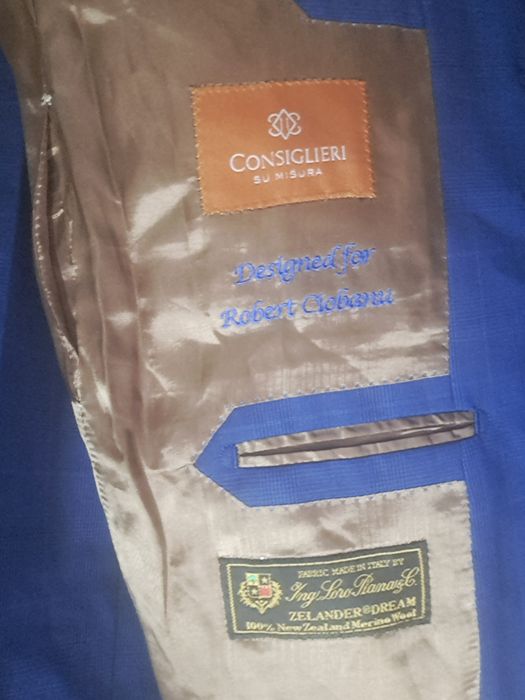 CONSIGLIERI
SU MISURA
Designed for
Robert Ciobanu
FABRIC MADE IN ITALY BY
Ing. Loro Piana & C.
ZELANDER® DREAM
100% New Zealand Merino Wool